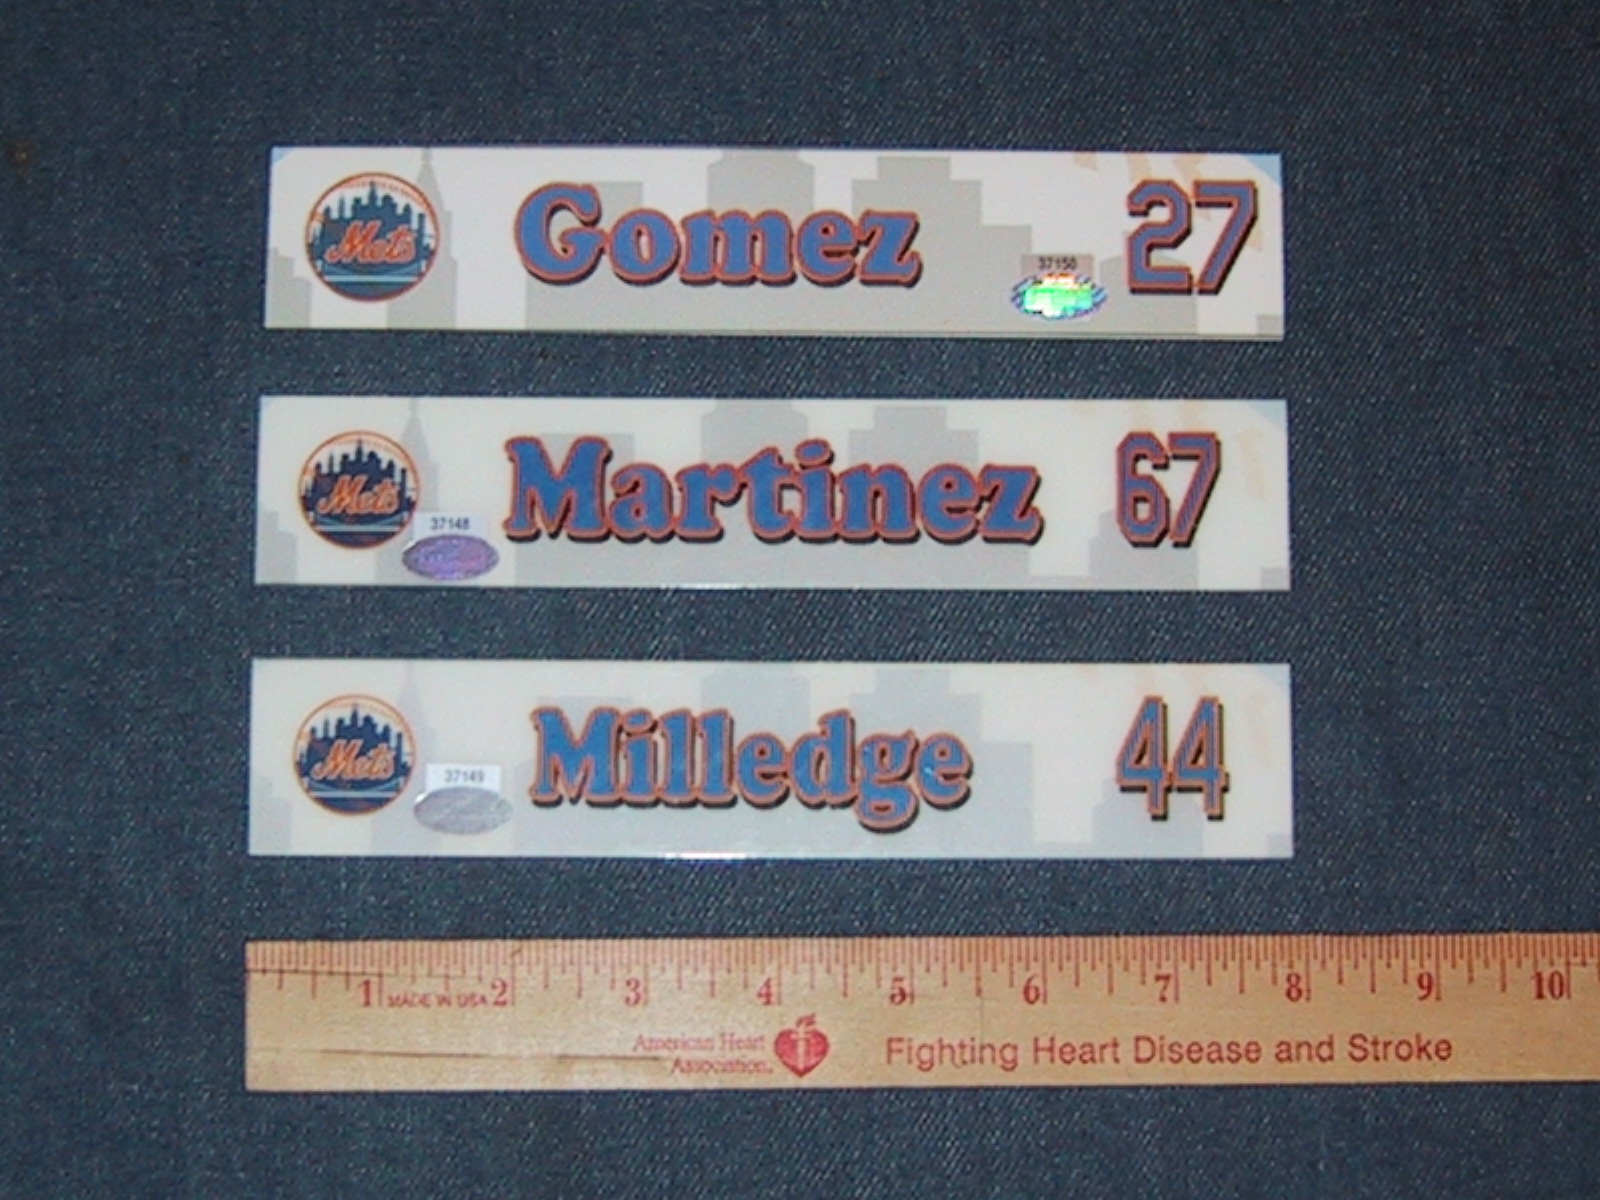 Mets Gomez 27
37150
Mets Martinez 67
37148
Mets Milledge 44
37149
1 MADE IN USA 2 3 4 5 6 7 8 9 10
American Heart
Association.
Fighting Heart Disease and Stroke